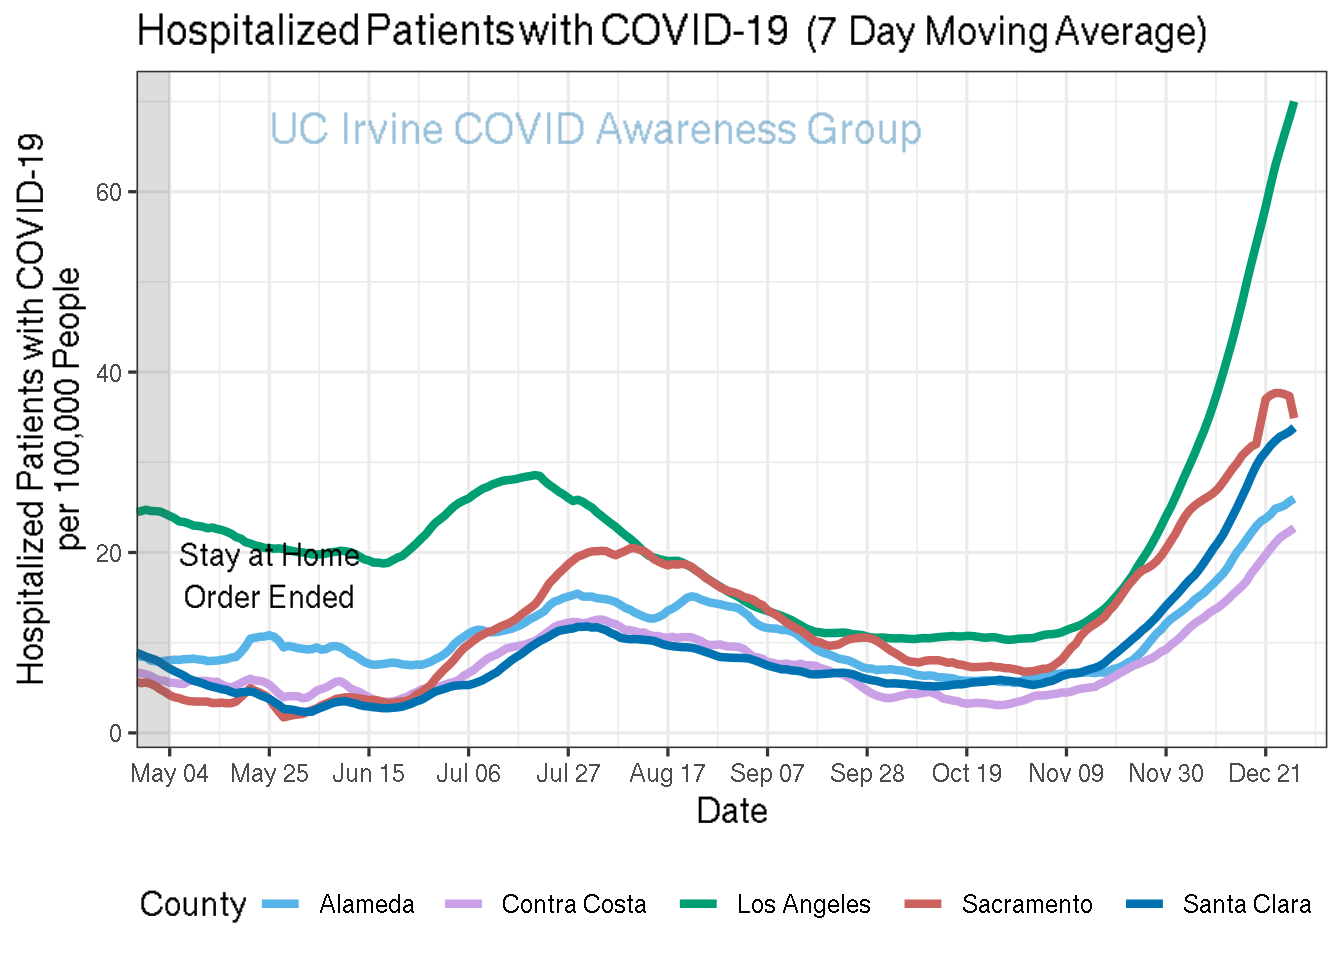 Hospitalized Patients with COVID-19 (7 Day Moving Average)
UC Irvine COVID Awareness Group
Hospitalized Patients with COVID-19
per 100,000 People
60
40
20
0
Stay at Home
Order Ended
May 04 May 25 Jun 15 Jul 06 Jul 27 Aug 17 Sep 07 Sep 28 Oct 19 Nov 09 Nov 30 Dec 21
Date
County Alameda Contra Costa Los Angeles Sacramento Santa Clara